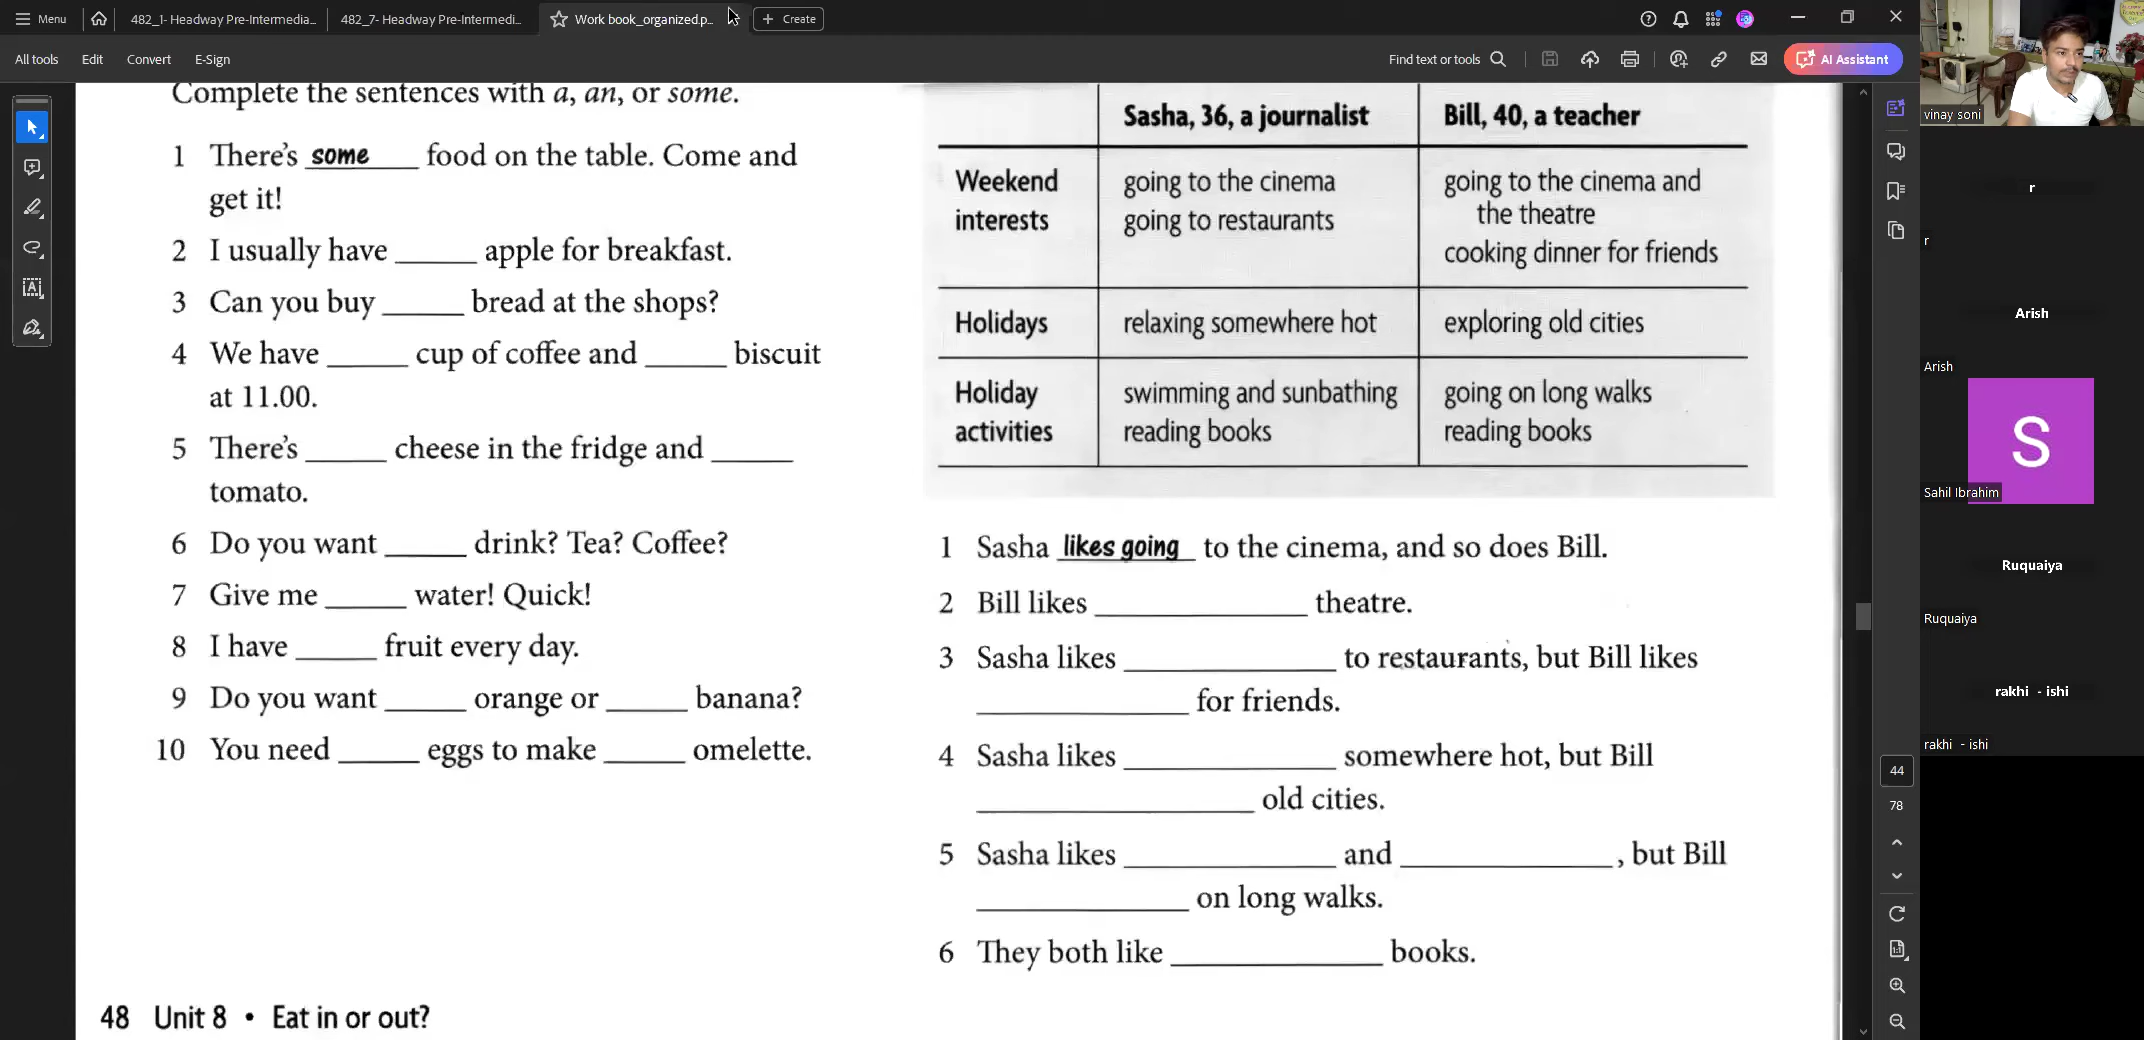 Menu
482_1- Headway Pre-Intermedia...
482_7- Headway Pre-Intermedi...
Work book_organized.p...
+ Create
All tools
Edit
Convert
E-Sign
Find text or tools
AI Assistant
Complete the sentences with a, an, or some.
1 There's some food on the table. Come and
get it!
2 I usually have _____ apple for breakfast.
3 Can you buy _____ bread at the shops?
4 We have _____ cup of coffee and _____ biscuit
at 11.00.
5 There's _____ cheese in the fridge and _____
tomato.
6 Do you want _____ drink? Tea? Coffee?
7 Give me _____ water! Quick!
8 I have _____ fruit every day.
9 Do you want _____ orange or _____ banana?
10 You need _____ eggs to make _____ omelette.
48 Unit 8 • Eat in or out?
Sasha, 36, a journalist
Bill, 40, a teacher
Weekend
interests
going to the cinema
going to restaurants
going to the cinema and
the theatre
cooking dinner for friends
Holidays
relaxing somewhere hot
exploring old cities
Holiday
activities
swimming and sunbathing
reading books
going on long walks
reading books
1 Sasha likes going to the cinema, and so does Bill.
2 Bill likes _____________ theatre.
3 Sasha likes _____________ to restaurants, but Bill likes
_____________ for friends.
4 Sasha likes _____________ somewhere hot, but Bill
_________________ old cities.
5 Sasha likes _____________ and _____________, but Bill
_____________ on long walks.
6 They both like _____________ books.
44
78
vinay soni
r
r
Arish
Arish
S
Sahil Ibrahim
Ruquaiya
Ruquaiya
rakhi - ishi
rakhi - ishi